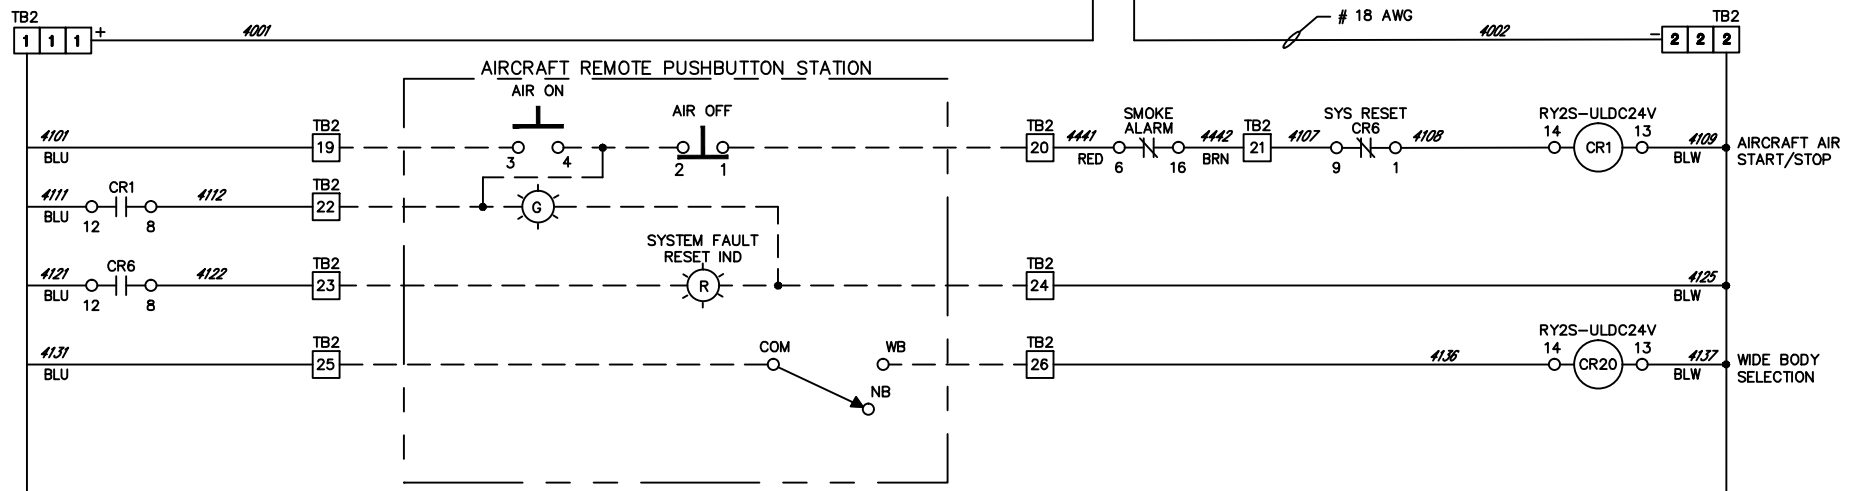 TB2
1 1 1 +
4001
# 18 AWG
4002
TB2
- 2 2 2
AIRCRAFT REMOTE PUSHBUTTON STATION
AIR ON
AIR OFF
3 4
2 1
4101
BLU
TB2
19
TB2
20
4441
RED
SMOKE
ALARM
6 16
4442
BRN
TB2
21
4107
SYS RESET
CR6
9 1
4108
RY2S-ULDC24V
14 13
CR1
4109
BLW
AIRCRAFT AIR
START/STOP
4111
BLU
CR1
12 8
4112
TB2
22
G
4121
BLU
CR6
12 8
4122
TB2
23
SYSTEM FAULT
RESET IND
R
TB2
24
4125
BLW
4131
BLU
TB2
25
COM
WB
NB
TB2
26
4136
RY2S-ULDC24V
14 13
CR20
4137
BLW
WIDE BODY
SELECTION